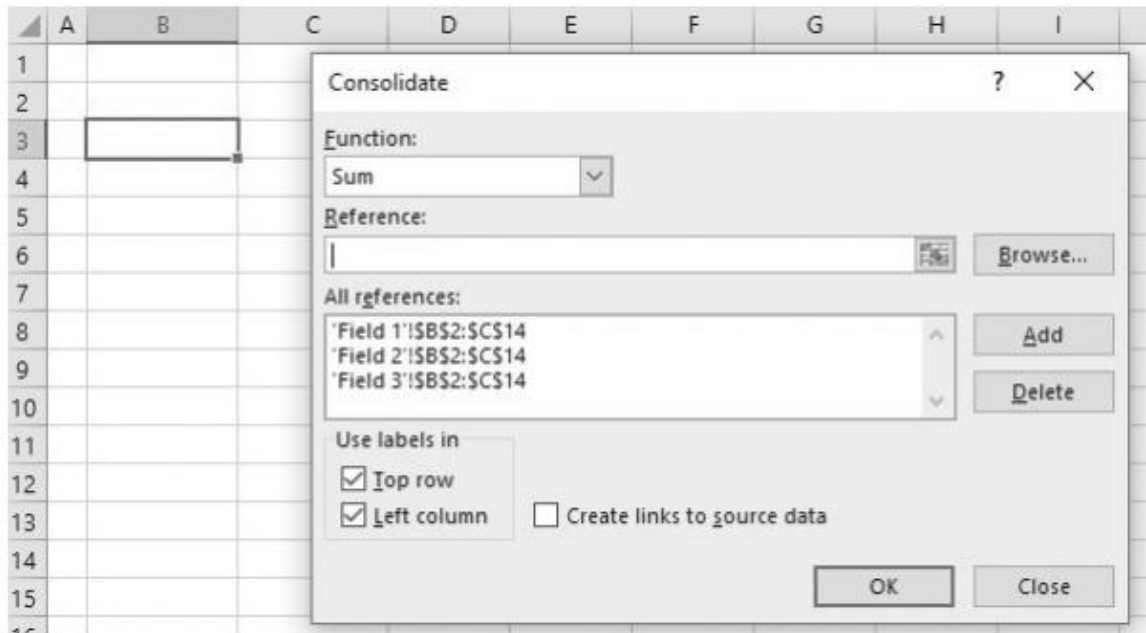 A B C D E F G H I
1
2
3
4
5
6
7
8
9
10
11
12
13
14
15
Consolidate ? ×
Function:
Sum
Reference:
Browse...
All references:
'Field 1'!$B$2:$C$14
'Field 2'!$B$2:$C$14
'Field 3'!$B$2:$C$14
Add
Delete
Use labels in
Top row
Left column
Create links to source data
OK
Close